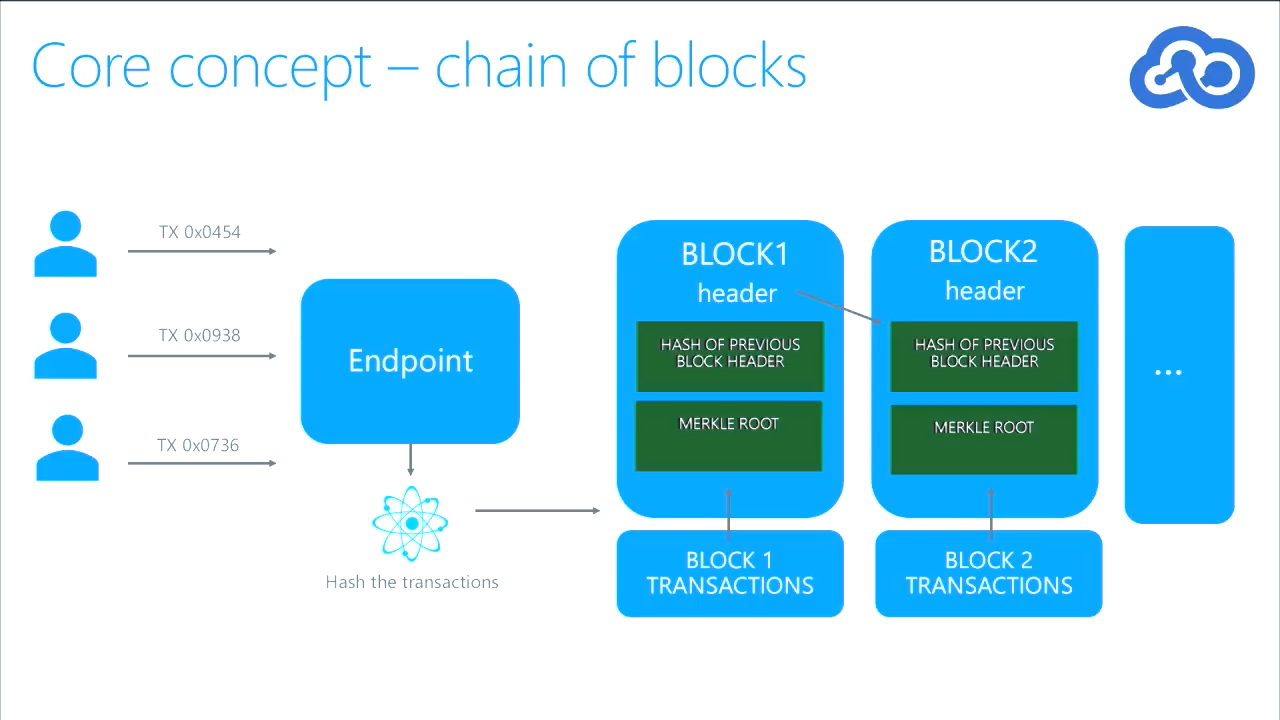 Core concept – chain of blocks
TX 0x0454
TX 0x0938
TX 0x0736
Endpoint
Hash the transactions
BLOCK1
header
HASH OF PREVIOUS
BLOCK HEADER
MERKLE ROOT
BLOCK 1
TRANSACTIONS
BLOCK2
header
HASH OF PREVIOUS
BLOCK HEADER
MERKLE ROOT
BLOCK 2
TRANSACTIONS
...